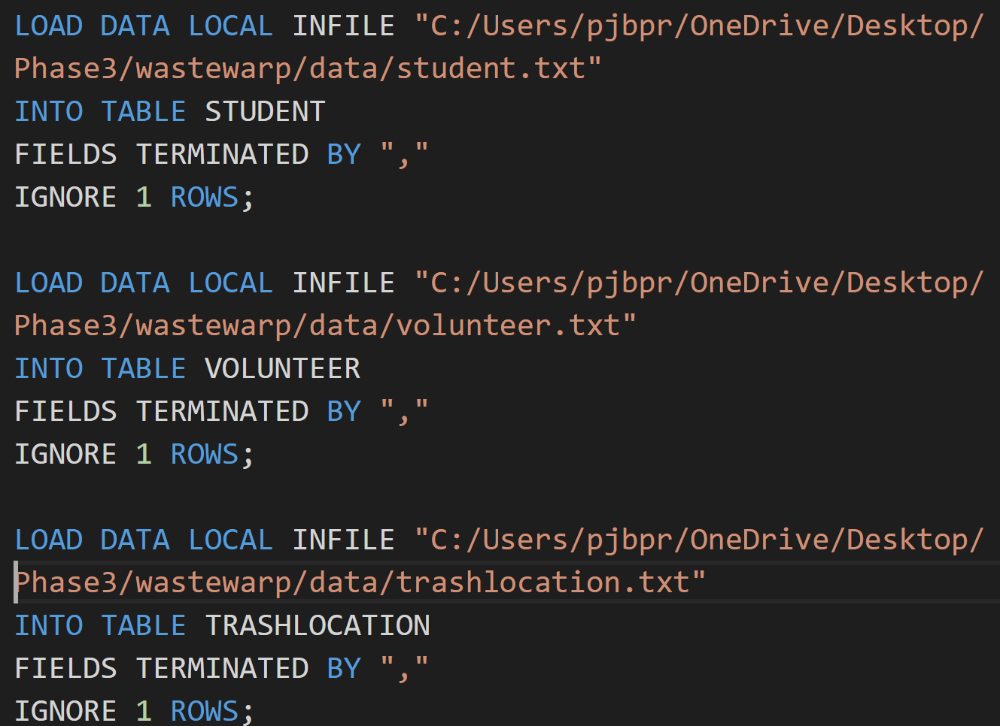 LOAD DATA LOCAL INFILE "C:/Users/pjbpr/OneDrive/Desktop/
Phase3/wastewarp/data/student.txt"
INTO TABLE STUDENT
FIELDS TERMINATED BY ","
IGNORE 1 ROWS;
LOAD DATA LOCAL INFILE "C:/Users/pjbpr/OneDrive/Desktop/
Phase3/wastewarp/data/volunteer.txt"
INTO TABLE VOLUNTEER
FIELDS TERMINATED BY ","
IGNORE 1 ROWS;
LOAD DATA LOCAL INFILE "C:/Users/pjbpr/OneDrive/Desktop/
Phase3/wastewarp/data/trashlocation.txt"
INTO TABLE TRASHLOCATION
FIELDS TERMINATED BY ","
IGNORE 1 ROWS;